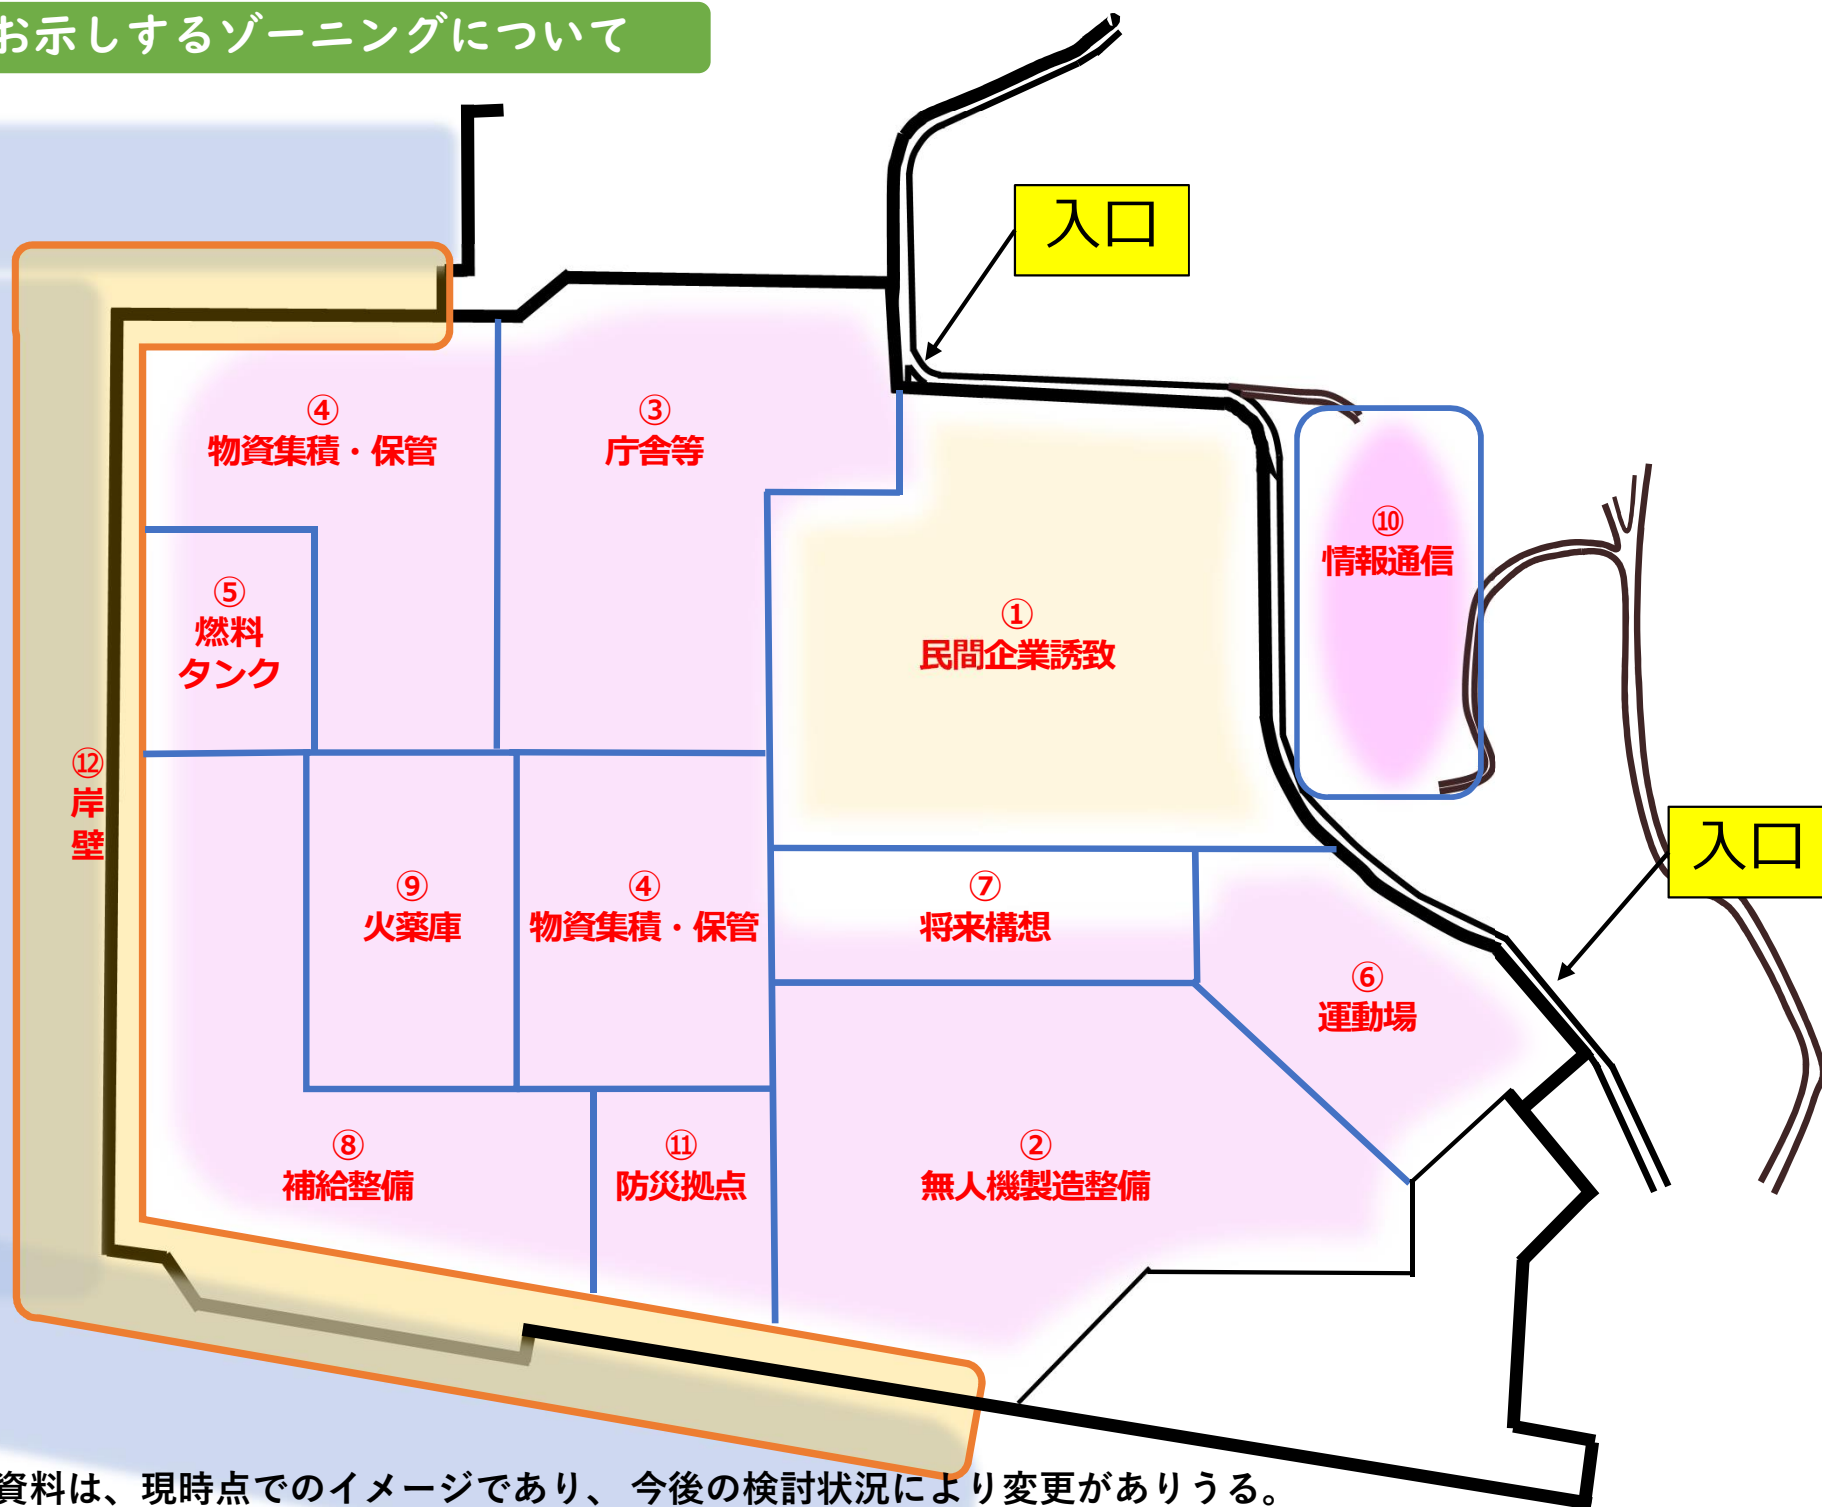 お示しするゾーニングについて
入口
④
物資集積・保管
③
庁舎等
⑩
情報通信
⑤
燃料
タンク
①
民間企業誘致
⑫
岸
壁
入口
⑨
火薬庫
④
物資集積・保管
⑦
将来構想
⑥
運動場
⑧
補給整備
⑪
防災拠点
②
無人機製造整備
資料は、現時点でのイメージであり、 今後の検討状況により変更がありうる。